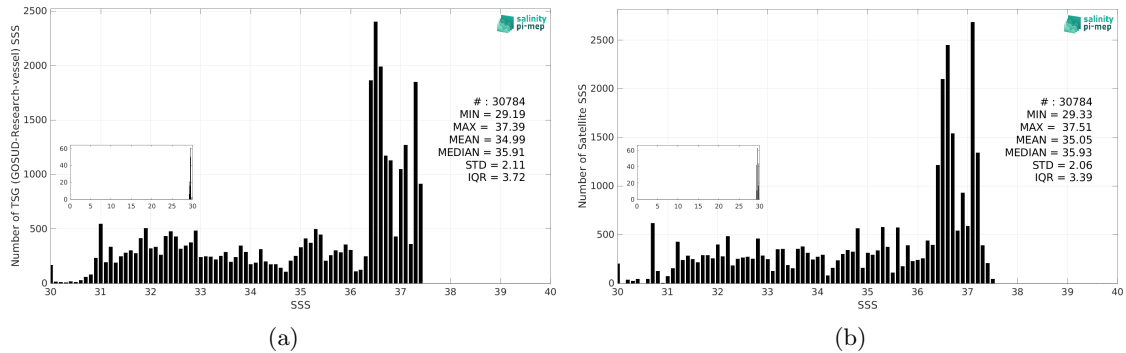 2500
2000
1500
1000
500
0
Number of TSG (GOSUD-Research-vessel) SSS
salinity
pi-mep
# : 30784
MIN = 29.19
MAX = 37.39
MEAN = 34.99
MEDIAN = 35.91
STD = 2.11
IQR = 3.72
60
40
20
0
0 5 10 15 20 25 30
30 31 32 33 34 35 36 37 38 39 40
SSS
(a)
2500
2000
1500
1000
500
0
Number of Satellite SSS
salinity
pi-mep
# : 30784
MIN = 29.33
MAX = 37.51
MEAN = 35.05
MEDIAN = 35.93
STD = 2.06
IQR = 3.39
60
40
20
0
0 5 10 15 20 25 30
30 31 32 33 34 35 36 37 38 39 40
SSS
(b)